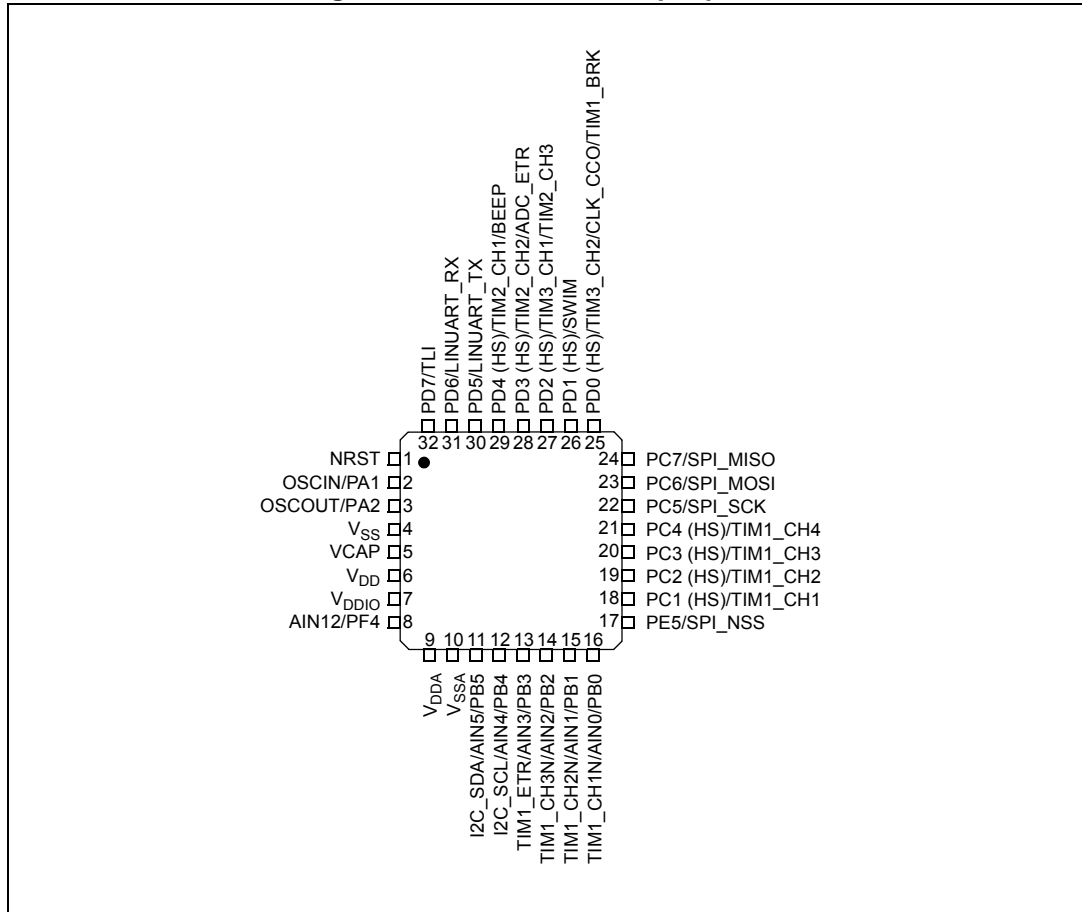 PD7/TLI
PD6/LINUART_RX
PD5/LINUART_TX
PD4 (HS)/TIM2_CH1/BEEP
PD3 (HS)/TIM2_CH2/ADC_ETR
PD2 (HS)/TIM3_CH1/TIM2_CH3
PD1 (HS)/SWIM
PD0 (HS)/TIM3_CH2/CLK_CCO/TIM1_BRK
32 31 30 29 28 27 26 25
NRST 1
OSCIN/PA1 2
OSCOUT/PA2 3
VSS 4
VCAP 5
VDD 6
VDDIO 7
AIN12/PF4 8
24 PC7/SPI_MISO
23 PC6/SPI_MOSI
22 PC5/SPI_SCK
21 PC4 (HS)/TIM1_CH4
20 PC3 (HS)/TIM1_CH3
19 PC2 (HS)/TIM1_CH2
18 PC1 (HS)/TIM1_CH1
17 PE5/SPI_NSS
9 10 11 12 13 14 15 16
VDDA
VSSA
I2C_SDA/AIN5/PB5
I2C_SCL/AIN4/PB4
TIM1_ETR/AIN3/PB3
TIM1_CH3N/AIN2/PB2
TIM1_CH2N/AIN1/PB1
TIM1_CH1N/AIN0/PB0